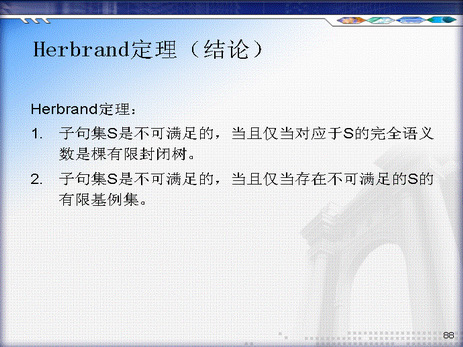 Herbrand定理（结论）
Herbrand定理：
1. 子句集S是不可满足的，当且仅当对应于S的完全语义
数是棵有限封闭树。
2. 子句集S是不可满足的，当且仅当存在不可满足的S的
有限基例集。
88